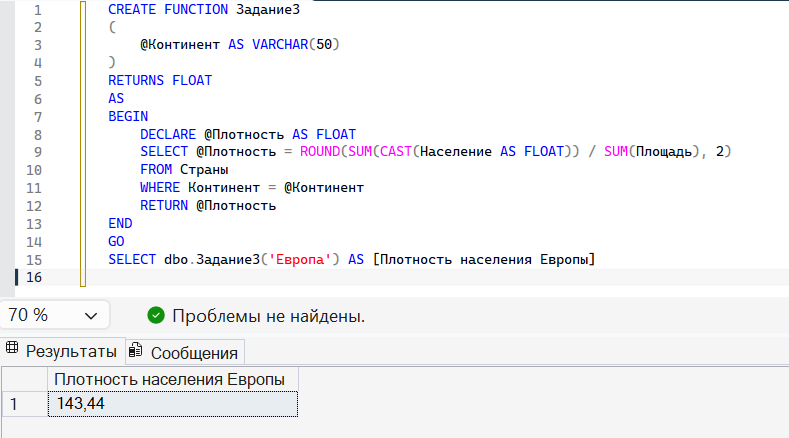 1 CREATE FUNCTION Задание3
2 (
3 @Континент AS VARCHAR(50)
4 )
5 RETURNS FLOAT
6 AS
7 BEGIN
8 DECLARE @Плотность AS FLOAT
9 SELECT @Плотность = ROUND(SUM(CAST(Население AS FLOAT)) / SUM(Площадь), 2)
10 FROM Страны
11 WHERE Континент = @Континент
12 RETURN @Плотность
13 END
14 GO
15 SELECT dbo.Задание3('Европа') AS [Плотность населения Европы]
16
70 % Проблемы не найдены.
Результаты Сообщения
Плотность населения Европы
1 143,44